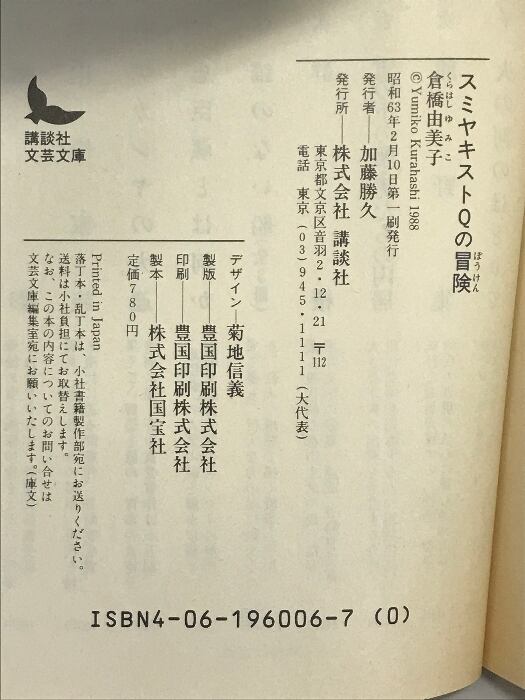 スミヤキストQの冒険
ぼうけん
倉橋由美子
くらはしゆみこ
©Yumiko Kurahashi 1988
昭和63年2月10日第一刷発行
発行者——加藤勝久
発行所——株式会社 講談社
東京都文京区音羽2・12・21 〒112
電話 東京(03)945・1111(大代表)
デザイン—菊地信義
製版——豊国印刷株式会社
印刷——豊国印刷株式会社
製本——株式会社国宝社
定価780円
Printed in Japan
落丁本・乱丁本は、小社書籍製作部宛にお送りください。
送料は小社負担にてお取替えします。
なお、この本の内容についてのお問い合せは
文芸文庫編集室宛にお願いいたします。(庫文)
講談社
文芸文庫
ISBN4-06-196006-7 (0)